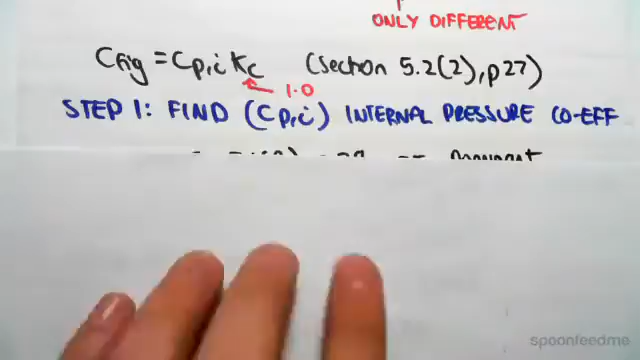 ONLY DIFFERENT
Cfig = Cp,i Kc (Section 5.2(2), p27)
1.0
STEP 1: FIND (Cp,i) INTERNAL PRESSURE CO-EFF
spoonfeedme